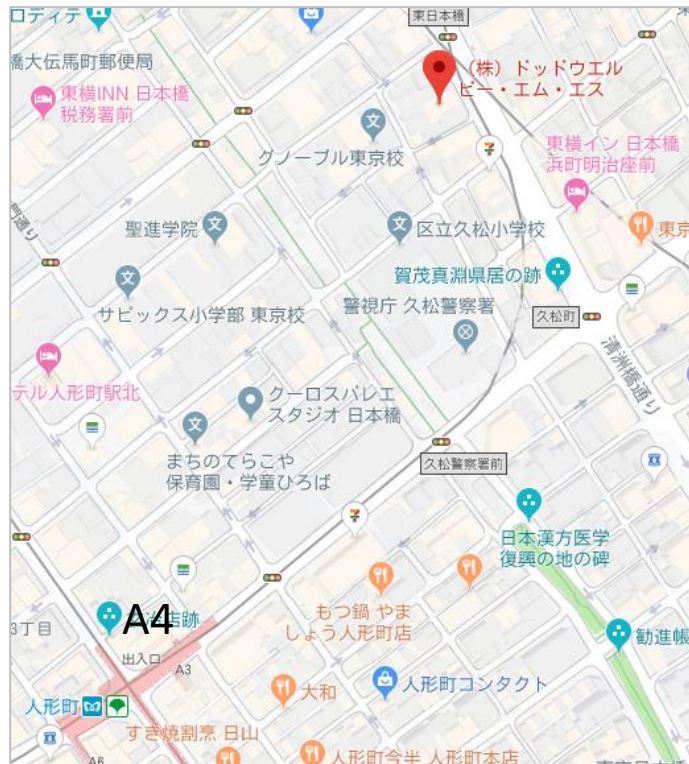 ロディテ
東日本橋
橋大伝馬町郵便局
(株) ドッドウエル
ビー・エム・エス
東横INN 日本橋
税務署前
グノーブル東京校
東横イン 日本橋
浜町明治座前
聖進学院
区立久松小学校
東京
賀茂真淵県居の跡
サピックス小学部 東京校
警視庁 久松警察署
久松町
清洲橋通り
テル人形町駅北
クーロスバレエ
スタジオ 日本橋
まちのてらこや
保育園・学童ひろば
久松警察署前
日本漢方医学
復興の地の碑
もつ鍋 やま
しょう人形町店
3丁目
A4
店跡
勧進帳
出入口
A3
人形町
大和
人形町コンタクト
すき焼割烹 日山
人形町今半 人形町本店
A6